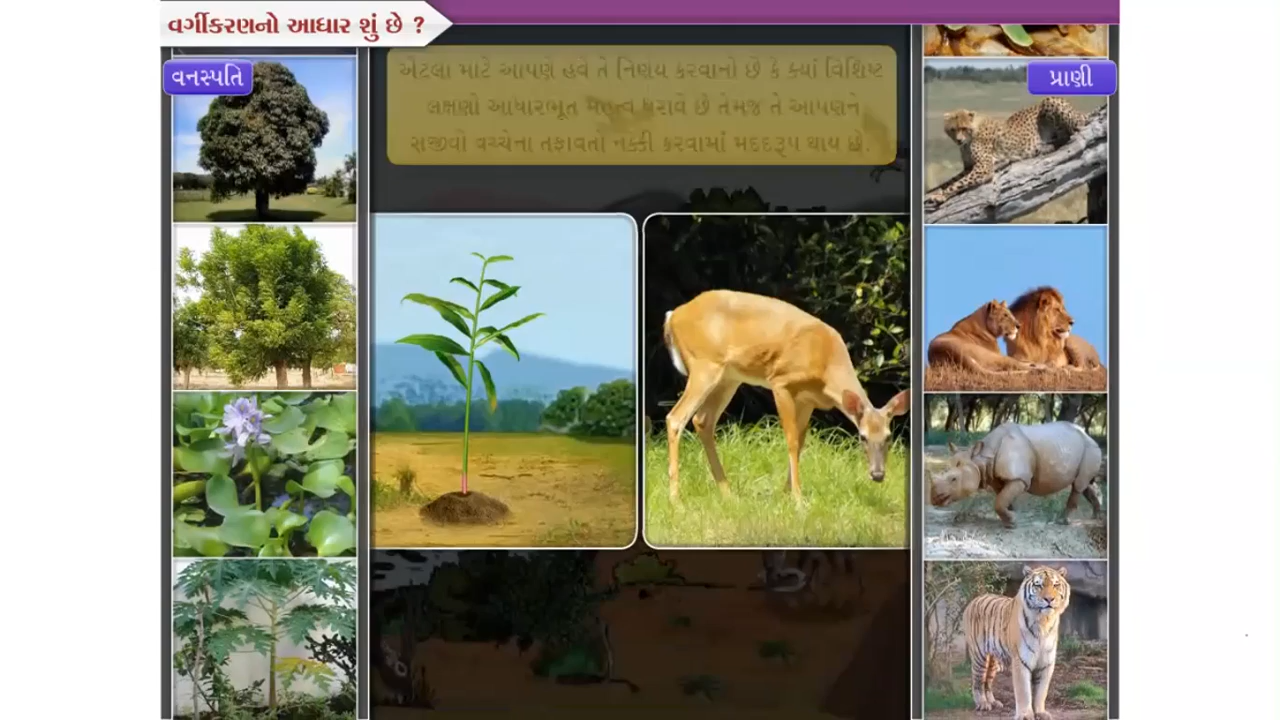 વર્ગીકરણનો આધાર શું છે ?
વનસ્પતિ
પ્રાણી
એટલા માટે આપણે હવે તે નિર્ણય કરવાનો છે કે ક્યાં વિશિષ્ટ
લક્ષણો આધારભૂત મહત્વ ધરાવે છે તેમજ તે આપણને
સજીવો વચ્ચેના તફાવતો નક્કી કરવામાં મદદરૂપ થાય છે.